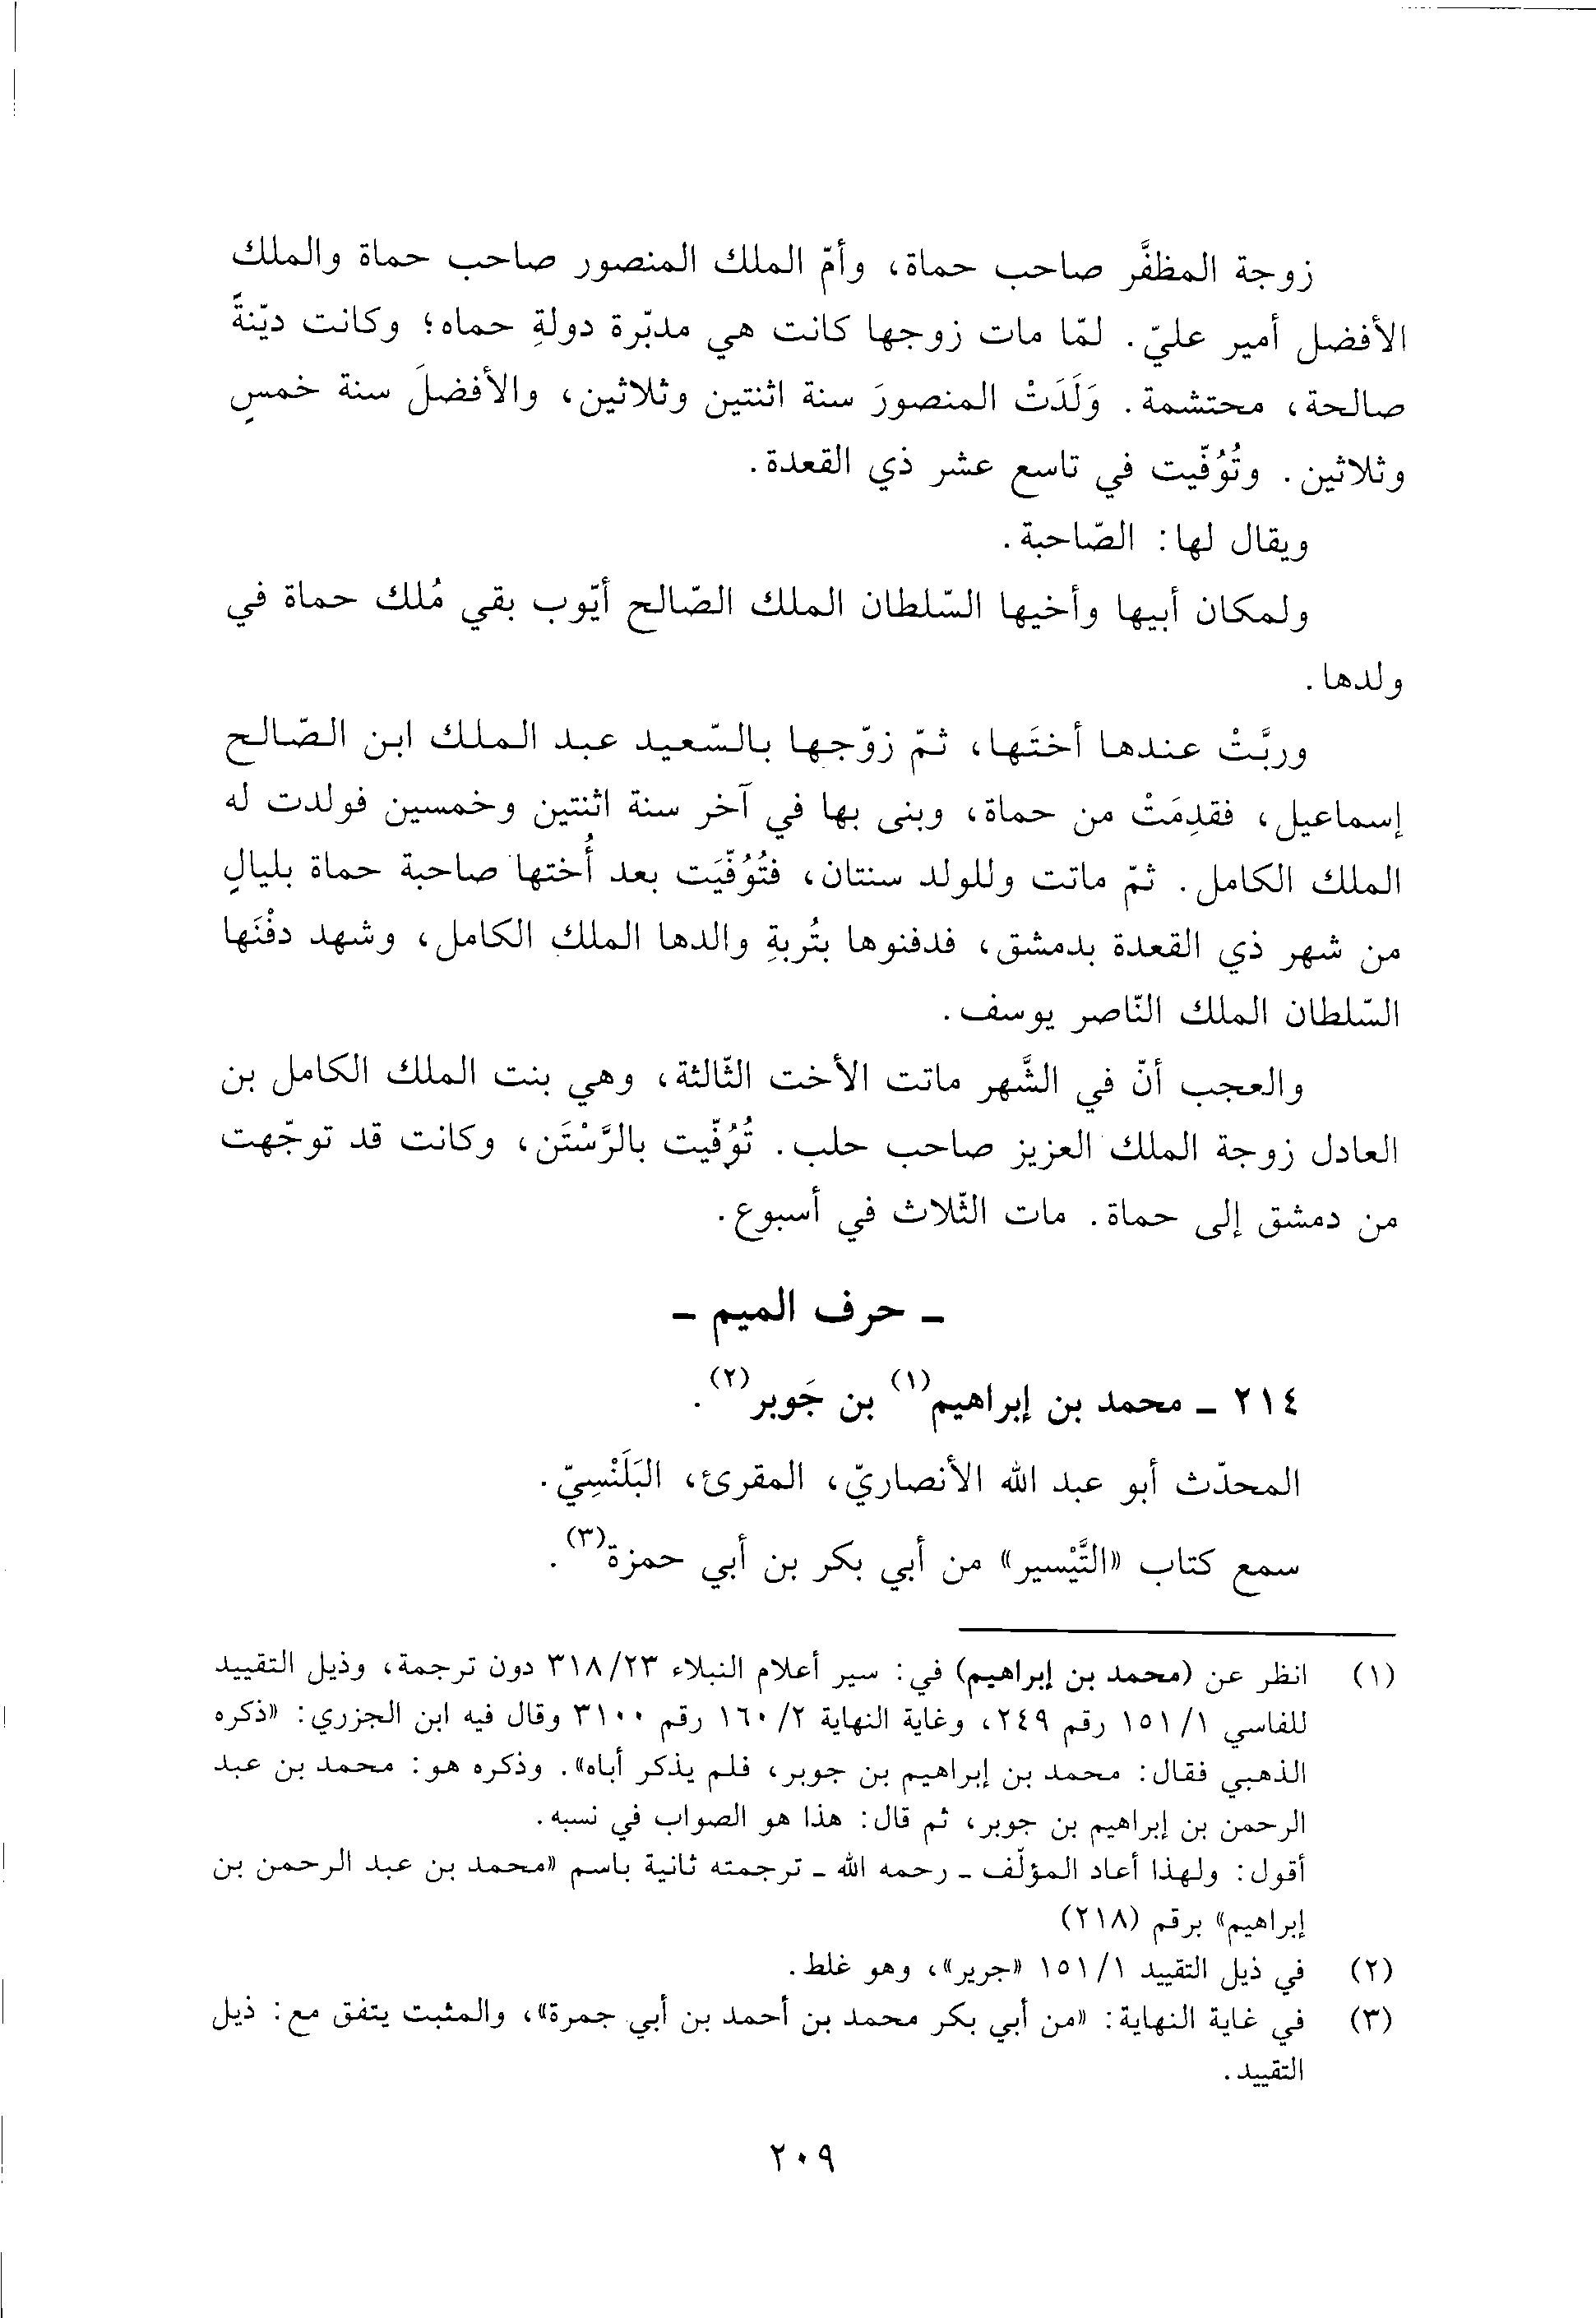 زوجة المظفَّر صاحب حماة، وأمّ الملك المنصور صاحب حماة والملك
الأفضل أمير عليّ. لمّا مات زوجها كانت هي مدبّرة دولةِ حماه؛ وكانت ديّنةً
صالحة، محتشمة. وَلَدَتْ المنصورَ سنة اثنتين وثلاثين، والأفضلَ سنة خمسٍ
وثلاثين. وتُوُفّيت في تاسع عشر ذي القعدة.
ويقال لها: الصّاحبة.
ولمكان أبيها وأخيها السّلطان الملك الصّالح أيّوب بقي مُلك حماة في
ولدها.
وربَّتْ عندها أختَها، ثمّ زوّجها بالسّعيد عبد الملك ابن الصّالح
إسماعيل، فقدِمَتْ من حماة، وبنى بها في آخر سنة اثنتين وخمسين فولدت له
الملك الكامل. ثمّ ماتت وللولد سنتان، فتُوُفّيَت بعد أُختها صاحبة حماة بليالٍ
من شهر ذي القعدة بدمشق، فدفنوها بتُربةِ والدها الملك الكامل، وشهد دفْنَها
السّلطان الملك النّاصر يوسف.
والعجب أنّ في الشَّهر ماتت الأخت الثّالثة، وهي بنت الملك الكامل بن
العادل زوجة الملك العزيز صاحب حلب. تُوُفّيت بالرَّسْتَن، وكانت قد توجّهت
من دمشق إلى حماة. مات الثّلاث في أسبوع.
ـ حرف الميم ـ
٢١٤ ـ محمد بن إبراهيم(١) بن جَوبر(٢).
المحدّث أبو عبد الله الأنصاريّ، المقرئ، البَلَنْسِيّ.
سمع كتاب «التَّيْسير» من أبي بكر بن أبي حمزة(٣).
(١) انظر عن (محمد بن إبراهيم) في: سير أعلام النبلاء ٣١٨/٢٣ دون ترجمة، وذيل التقييد
للفاسي ١٥١/١ رقم ٢٤٩، وغاية النهاية ١٦٠/٢ رقم ٣١٠٠ وقال فيه ابن الجزري: «ذكره
الذهبي فقال: محمد بن إبراهيم بن جوبر، فلم يذكر أباه». وذكره هو: محمد بن عبد
الرحمن بن إبراهيم بن جوبر، ثم قال: هذا هو الصواب في نسبه.
أقول: ولهذا أعاد المؤلّف ـ رحمه الله ـ ترجمته ثانية باسم «محمد بن عبد الرحمن بن
إبراهيم» برقم (٢١٨)
(٢) في ذيل التقييد ١٥١/١ «جرير»، وهو غلط.
(٣) في غاية النهاية: «من أبي بكر محمد بن أحمد بن أبي جمرة»، والمثبت يتفق مع: ذيل
التقييد.
٢٠٩